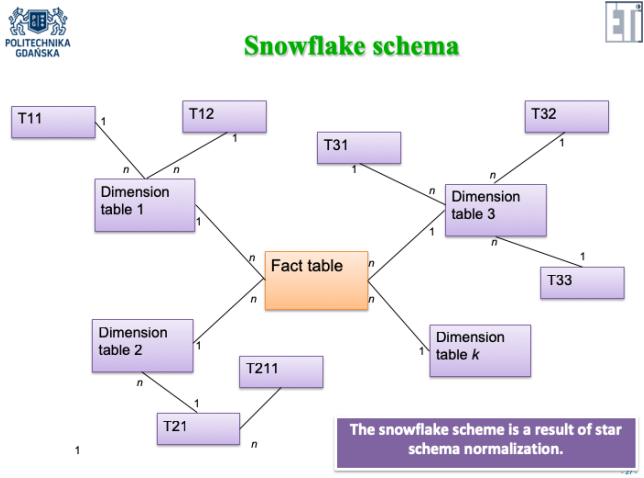 POLITECHNIKA
GDAŃSKA
ETI
Snowflake schema
T11
1
T12
1
T31
1
T32
1
n
n
n
n
Dimension
table 1
Dimension
table 3
1
1
n
Fact table
n
n
n
n
1
T33
Dimension
table 2
1
Dimension
table k
1
n
T211
1
T21
n
1
The snowflake scheme is a result of star
schema normalization.